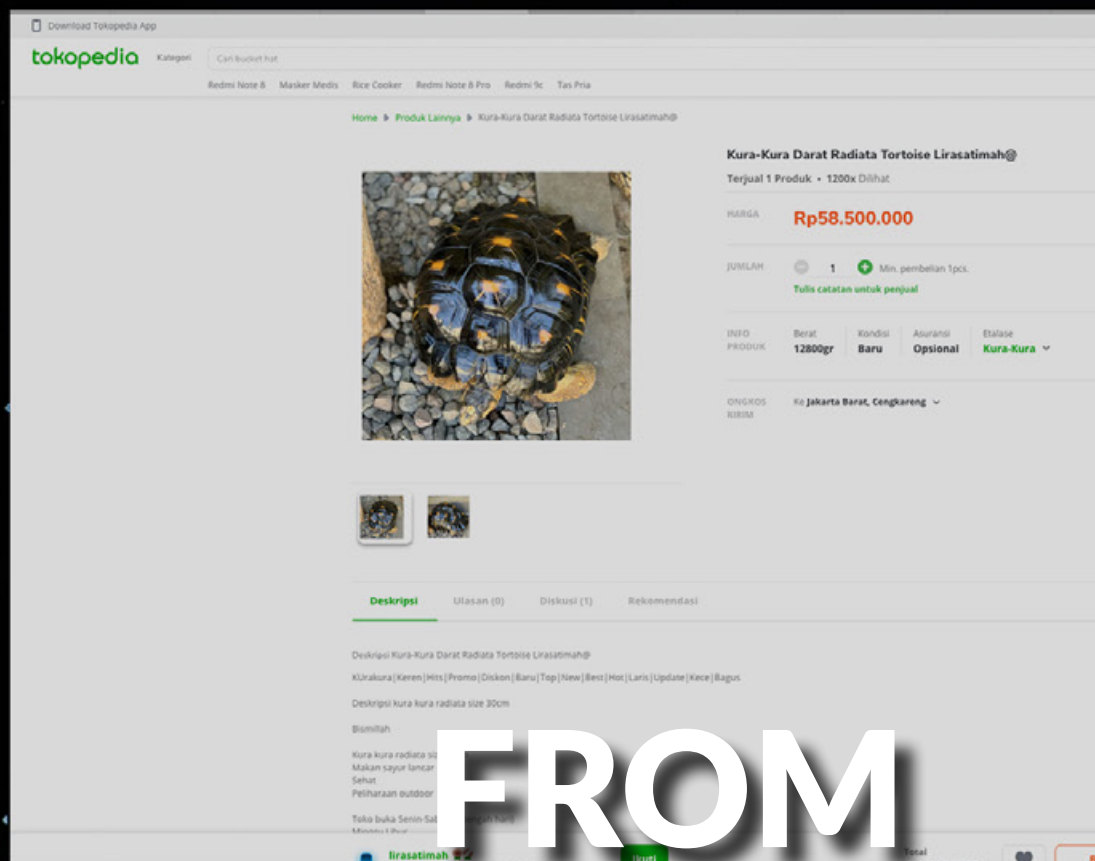 Download Tokopedia App
tokopedia Kategori Cari bucket hat
Redmi Note 8 Masker Medis Rice Cooker Redmi Note 8 Pro Redmi 9c Tas Pria
Home Produk Lainnya Kura-Kura Darat Radiata Tortoise Lirasatimah@
Kura-Kura Darat Radiata Tortoise Lirasatimah@
Terjual 1 Produk • 1200x Dilihat
HARGA Rp58.500.000
JUMLAH 1 Min. pembelian 1pcs.
Tulis catatan untuk penjual
INFO PRODUK
Berat Kondisi Asuransi Etalase
12800gr Baru Opsional Kura-Kura
ONGKOS KIRIM
Ke Jakarta Barat, Cengkareng
Deskripsi Ulasan (0) Diskusi (1) Rekomendasi
Deskripsi Kura-Kura Darat Radiata Tortoise Lirasatimah@
KUrakura|Keren|Hits|Promo|Diskon|Baru|Top|New|Best|Hot|Laris|Update|Kece|Bagus
Deskripsi kura kura radiata size 30cm
Bismillah
Kura kura radiata
Makan sayur lancar
Sehat
Peliharaan outdoor
Toko buka
Minggu Libur
FROM
lirasatimah
Ikuti
Total